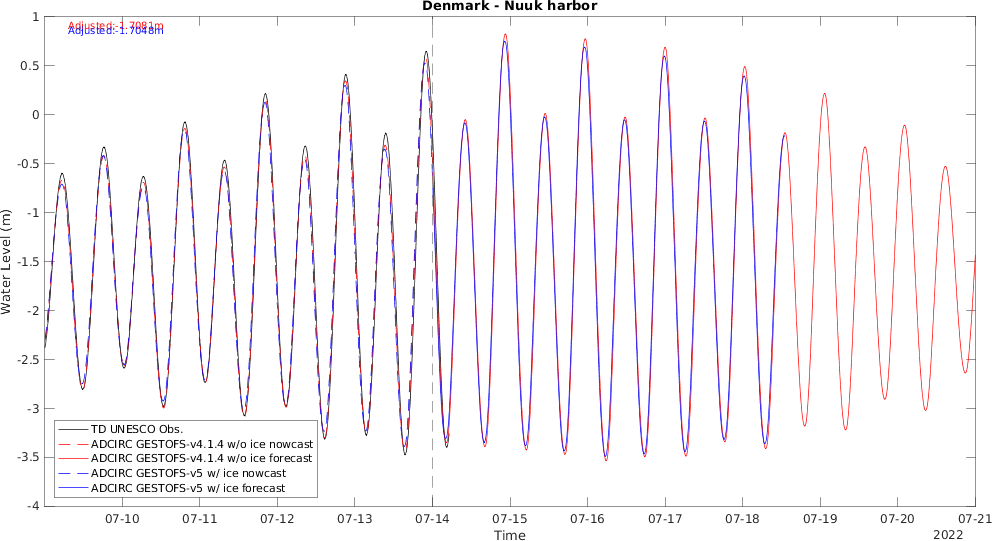 Denmark - Nuuk harbor
Adjusted:-1.7081m
Adjusted:-1.7048m
1
0.5
0
-0.5
-1
-1.5
-2
-2.5
-3
-3.5
-4
Water Level (m)
TD UNESCO Obs.
ADCIRC GESTOFS-v4.1.4 w/o ice nowcast
ADCIRC GESTOFS-v4.1.4 w/o ice forecast
ADCIRC GESTOFS-v5 w/ ice nowcast
ADCIRC GESTOFS-v5 w/ ice forecast
07-10 07-11 07-12 07-13 07-14 07-15 07-16 07-17 07-18 07-19 07-20 07-21
Time
2022